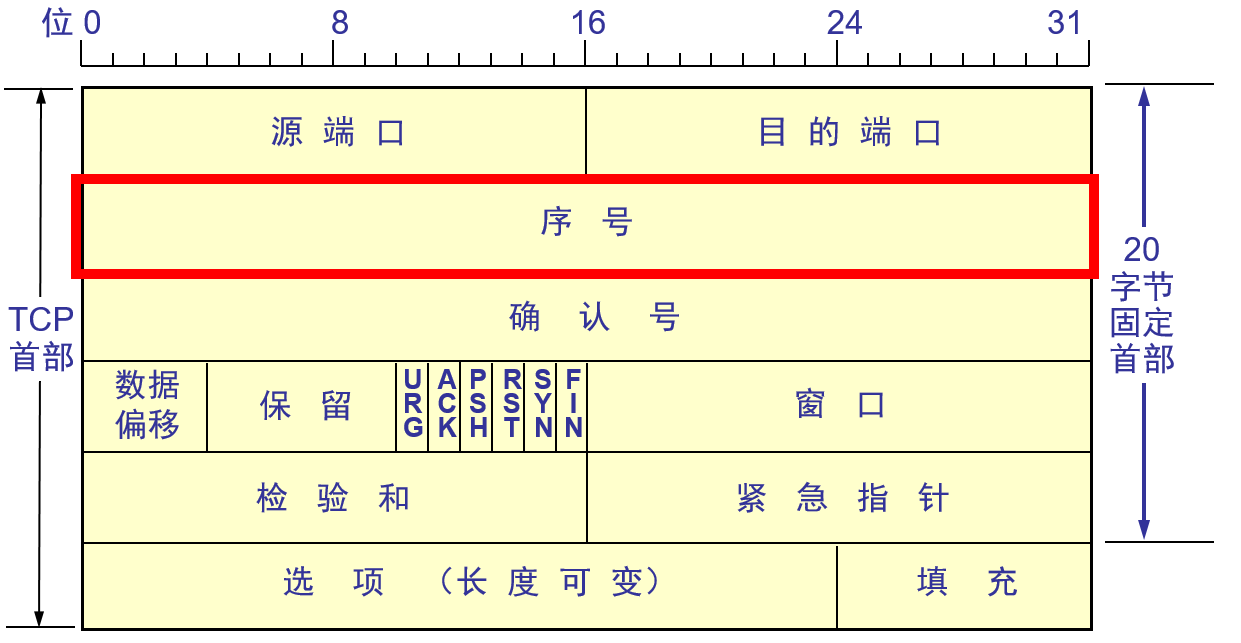 位 0 8 16 24 31
源 端 口 目 的 端 口
序 号
确 认 号
数据
偏移
保 留
URG
ACK
PSH
RST
SYN
FIN
窗 口
检 验 和 紧 急 指 针
选 项 （长 度 可 变） 填 充
TCP
首部
20
字节
固定
首部